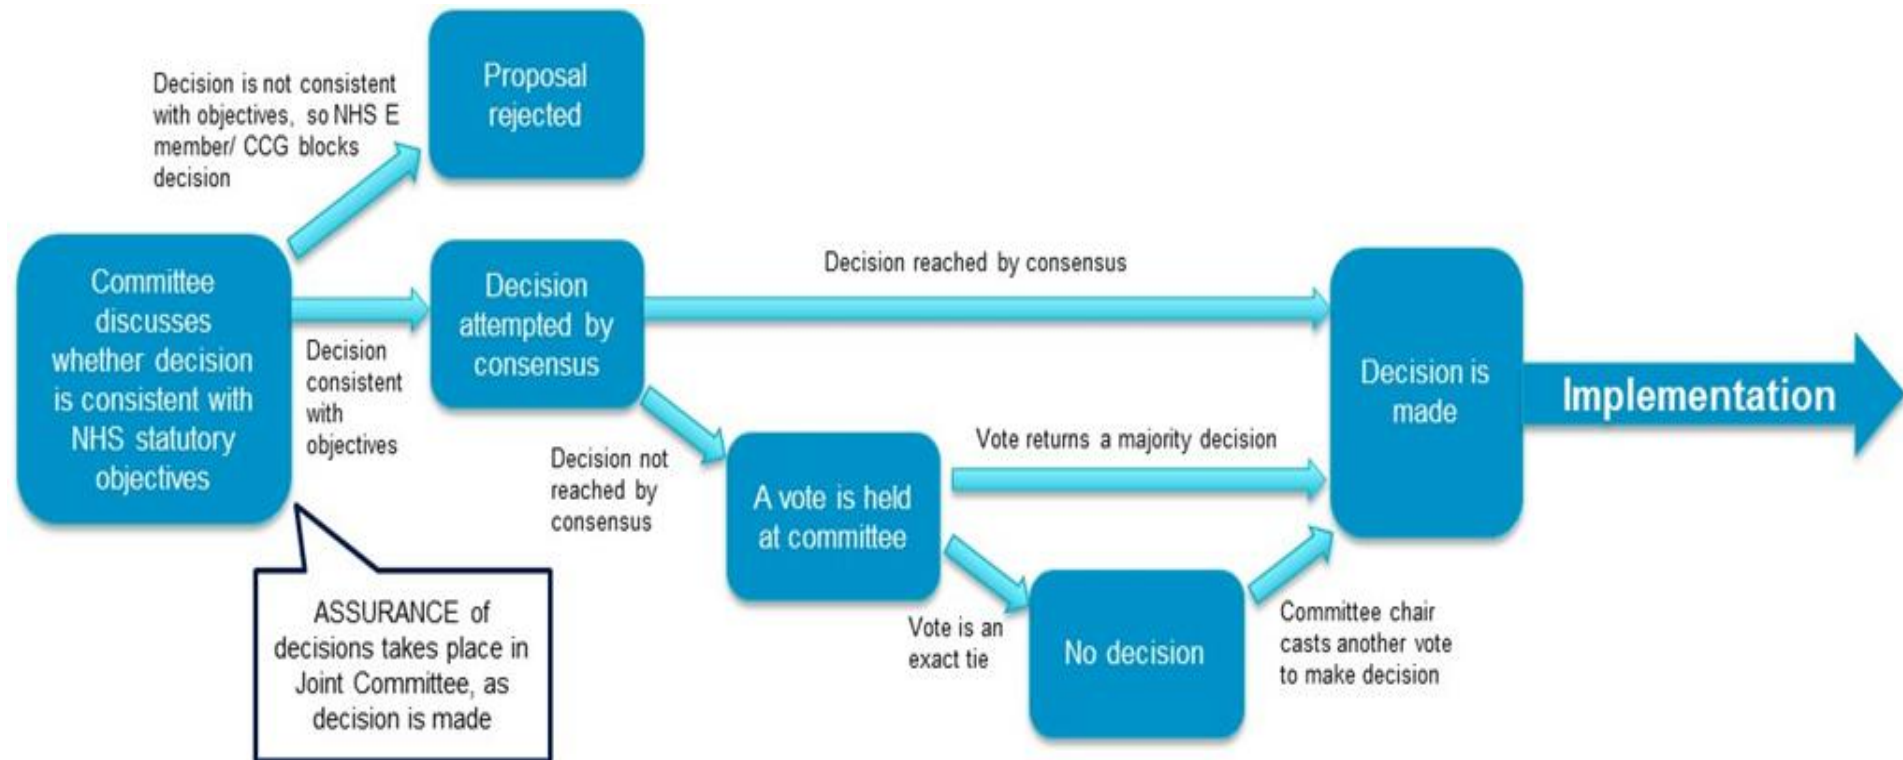 Decision is not consistent
with objectives, so NHS E
member/ CCG blocks
decision
Proposal
rejected
Committee
discusses
whether decision
is consistent with
NHS statutory
objectives
Decision
consistent
with
objectives
Decision
attempted by
consensus
Decision reached by consensus
Decision is
made
Implementation
Decision not
reached by
consensus
A vote is held
at committee
Vote returns a majority decision
Vote is an
exact tie
No decision
Committee chair
casts another vote
to make decision
ASSURANCE of
decisions takes place in
Joint Committee, as
decision is made